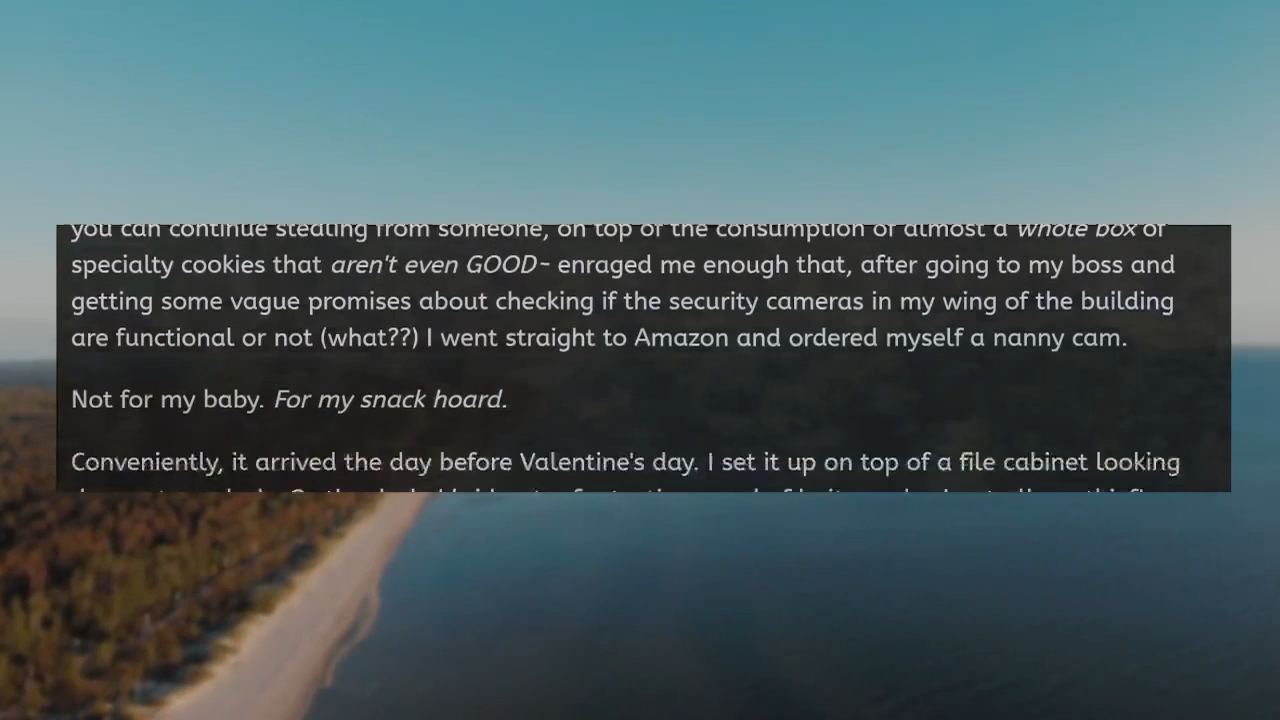 you can continue stealing from someone, on top of the consumption of almost a whole box of
specialty cookies that aren't even GOOD- enraged me enough that, after going to my boss and
getting some vague promises about checking if the security cameras in my wing of the building
are functional or not (what??) I went straight to Amazon and ordered myself a nanny cam.
Not for my baby. For my snack hoard.
Conveniently, it arrived the day before Valentine's day. I set it up on top of a file cabinet looking